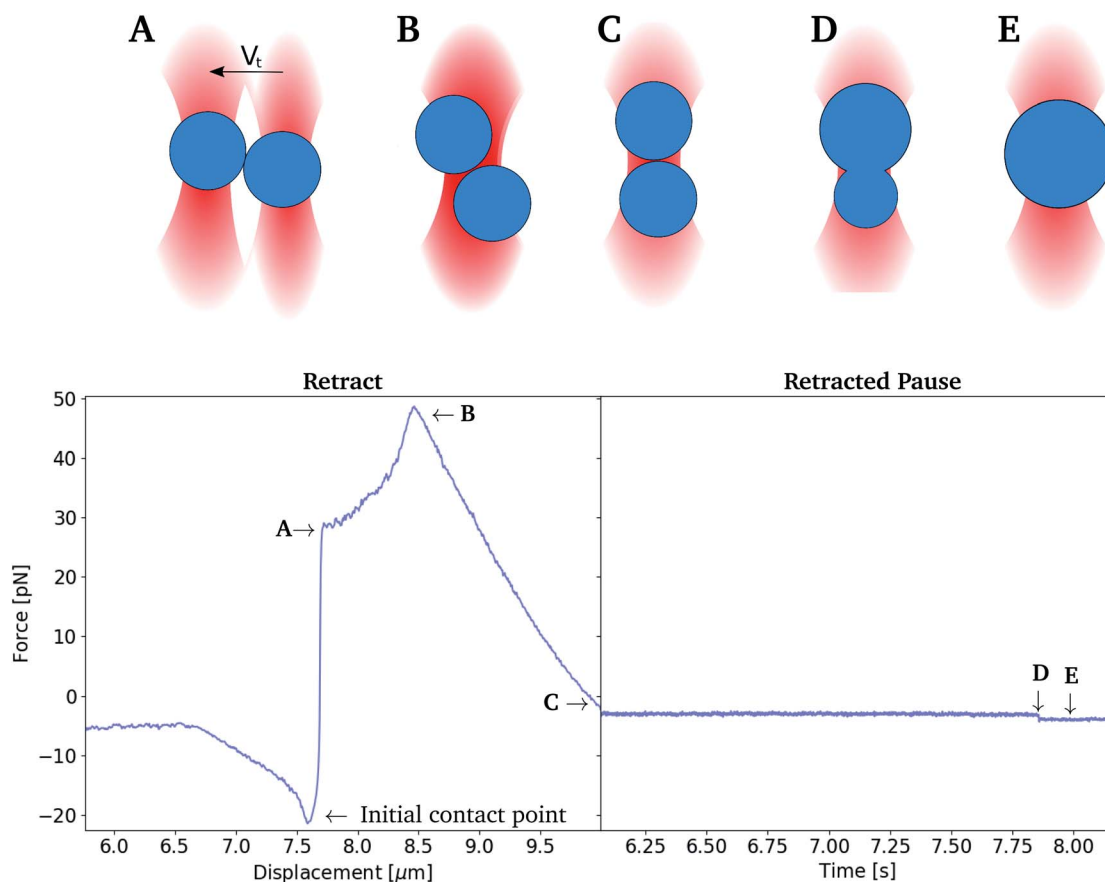 A B C D E
Vt
Retract Retracted Pause
50
40
30
20
10
0
−10
−20
Force [pN]
← B
A→
C →
D E
↓ ↓
← Initial contact point
6.0 6.5 7.0 7.5 8.0 8.5 9.0 9.5 6.25 6.50 6.75 7.00 7.25 7.50 7.75 8.00
Displacement [μm] Time [s]